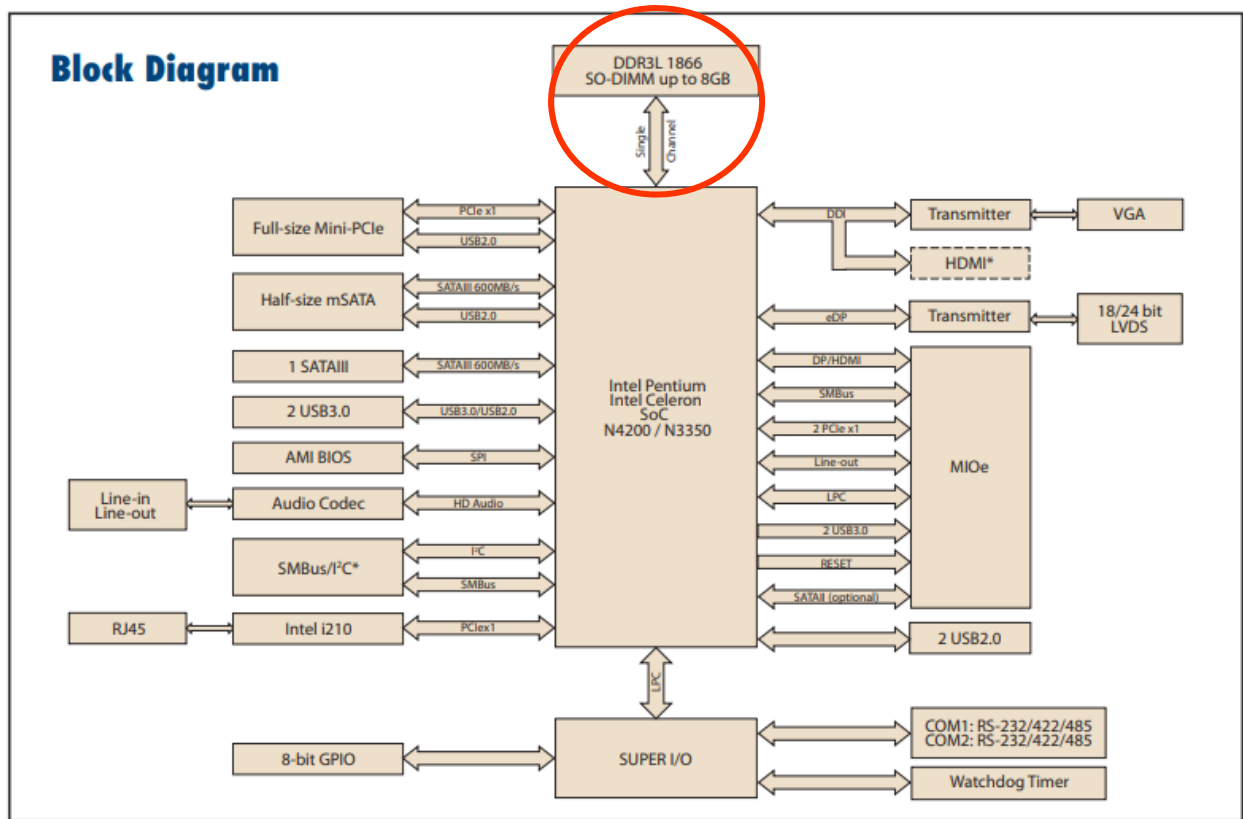 Block Diagram
DDR3L 1866
SO-DIMM up to 8GB
Single
Channel
Full-size Mini-PCIe
PCIe x1
USB2.0
Half-size mSATA
SATAIII 600MB/s
USB2.0
1 SATAIII
SATAIII 600MB/s
2 USB3.0
USB3.0/USB2.0
AMI BIOS
SPI
Line-in
Line-out
Audio Codec
HD Audio
SMBus/I²C*
I²C
SMBus
RJ45
Intel i210
PCIex1
Intel Pentium
Intel Celeron
SoC
N4200 / N3350
DDI
Transmitter
VGA
HDMI*
eDP
Transmitter
18/24 bit
LVDS
DP/HDMI
SMBus
2 PCIe x1
Line-out
LPC
2 USB3.0
RESET
SATAII (optional)
MIOe
2 USB2.0
LPC
8-bit GPIO
SUPER I/O
COM1: RS-232/422/485
COM2: RS-232/422/485
Watchdog Timer